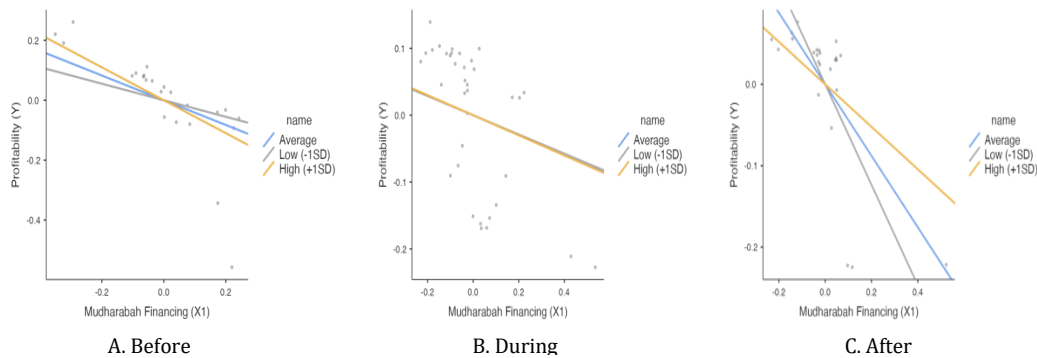 0.2
0.0
-0.2
-0.4
Profitability (Y)
-0.2
0.0
0.2
Mudharabah Financing (X1)
name
Average
Low (-1SD)
High (+1SD)
A. Before
0.1
0.0
-0.1
-0.2
Profitability (Y)
-0.2
0.0
0.2
0.4
Mudharabah Financing (X1)
name
Average
Low (-1SD)
High (+1SD)
B. During
0.0
-0.1
-0.2
Profitability (Y)
-0.2
0.0
0.2
0.4
Mudharabah Financing (X1)
name
Average
Low (-1SD)
High (+1SD)
C. After